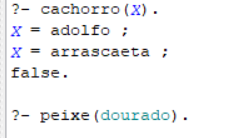 ?- cachorro(X).
X = adolfo ;
X = arrascaeta ;
false.
?- peixe(dourado).